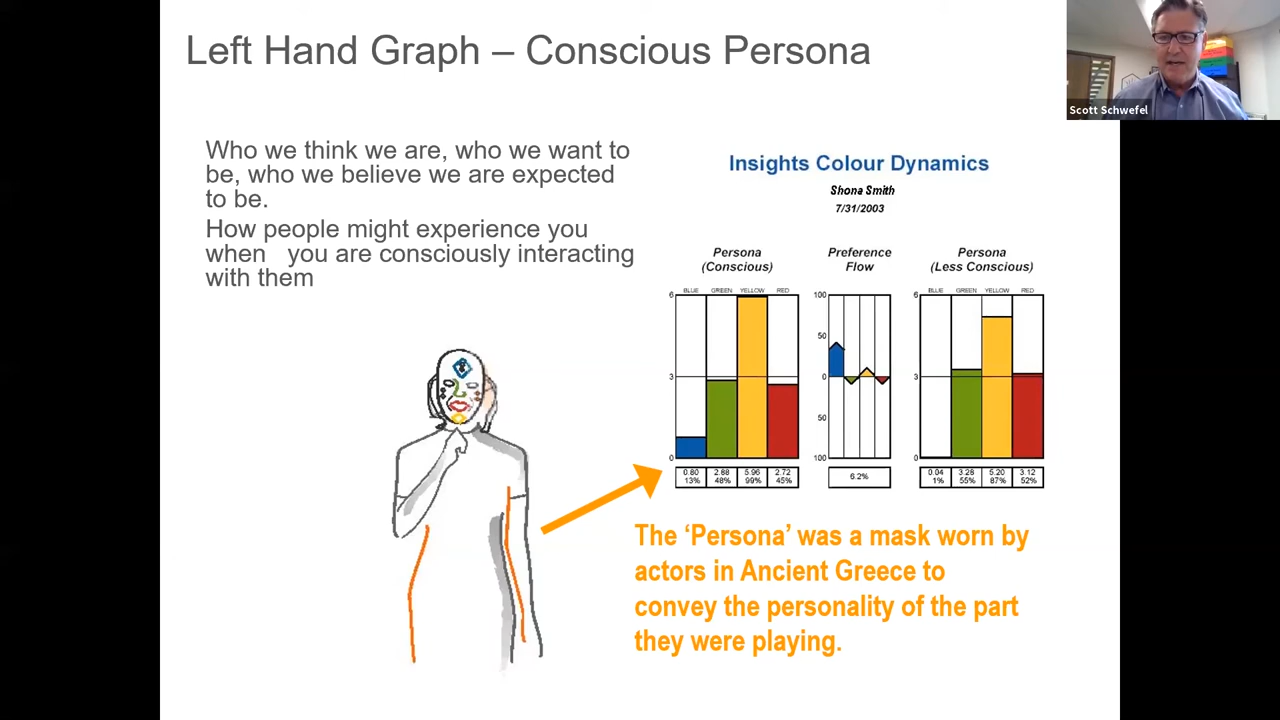 Left Hand Graph – Conscious Persona
Scott Schwefel
Who we think we are, who we want to
be, who we believe we are expected
to be.
How people might experience you
when   you are consciously interacting
with them
Insights Colour Dynamics
Shona Smith
7/31/2003
Persona
(Conscious)
Preference
Flow
Persona
(Less Conscious)
BLUE GREEN YELLOW RED
6
3
0
0.80 2.88 5.96 2.72
13% 48% 99% 45%
100
50
0
50
100
6.2%
BLUE GREEN YELLOW RED
6
3
0
0.04 3.28 5.20 3.12
1% 55% 87% 52%
The ‘Persona’ was a mask worn by
actors in Ancient Greece to
convey the personality of the part
they were playing.